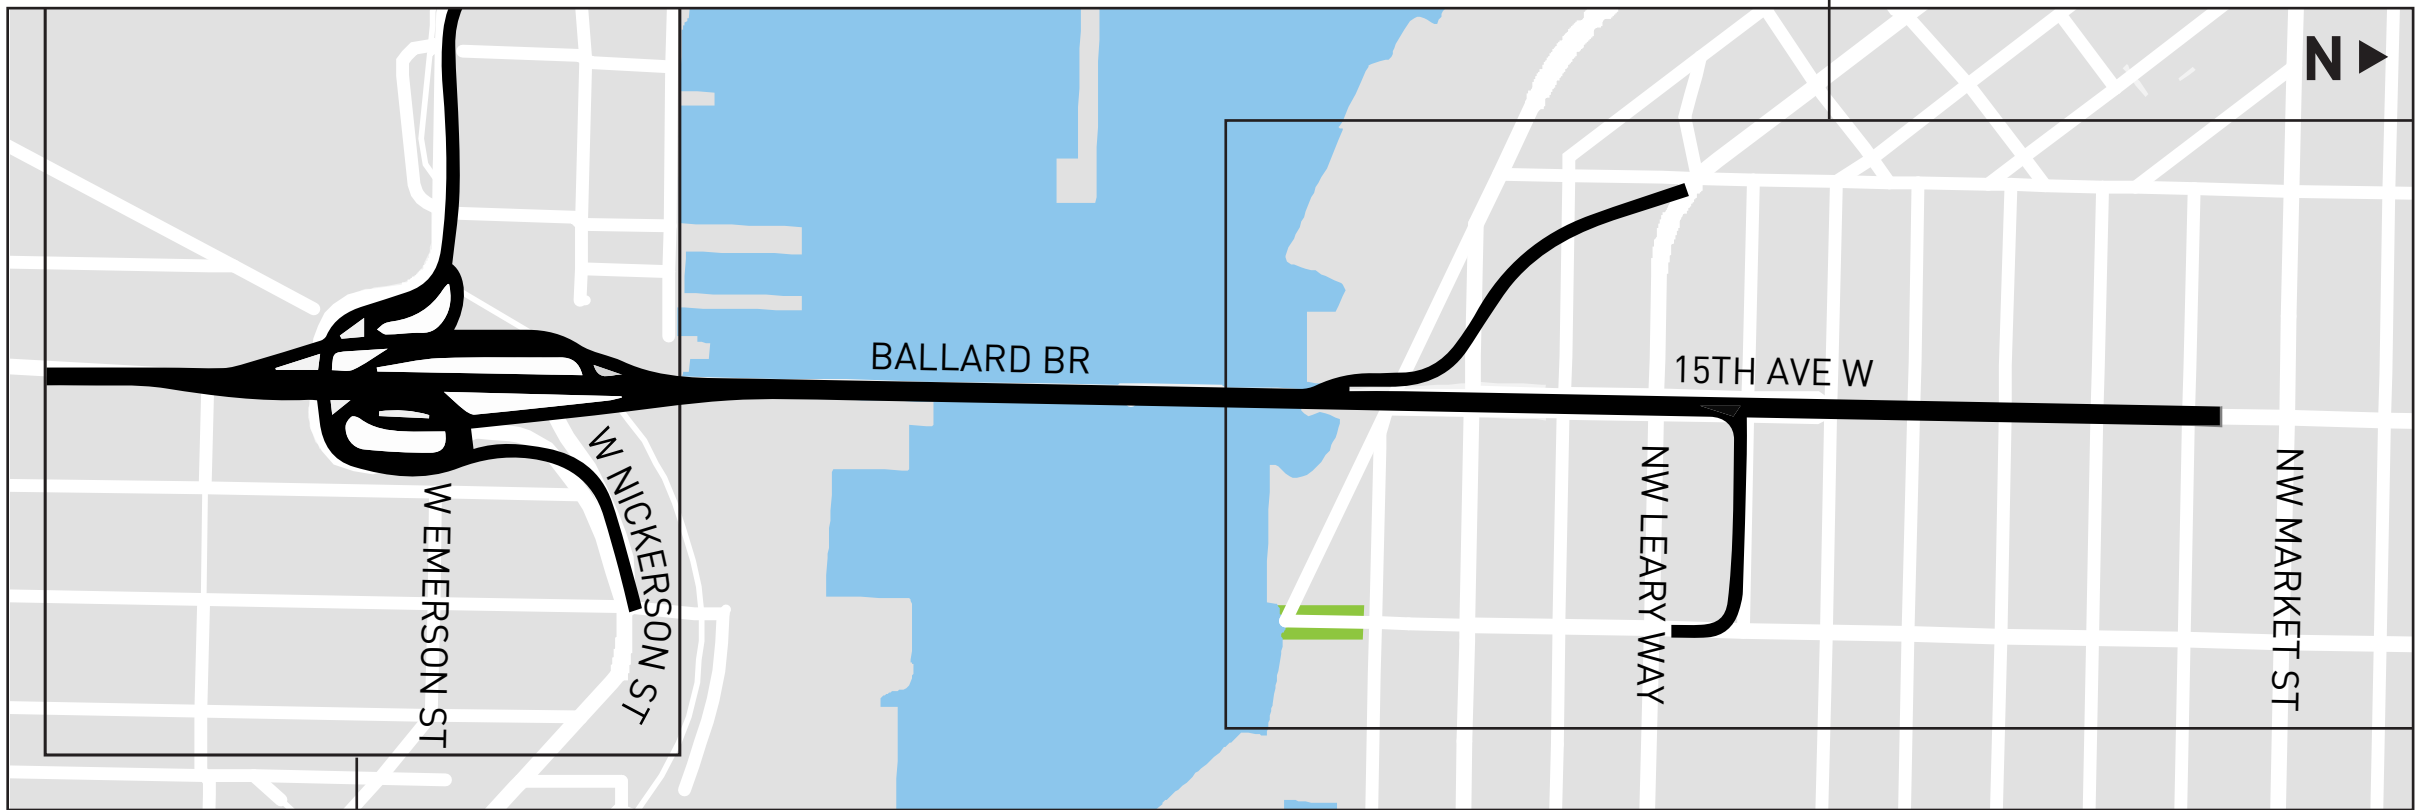 N
BALLARD BR
15TH AVE W
W NICKERSON ST
W EMERSON ST
NW LEARY WAY
NW MARKET ST